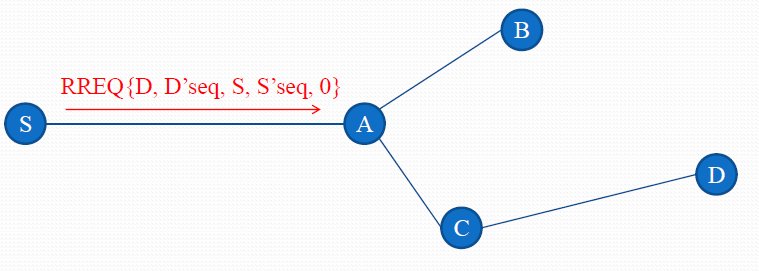 B
RREQ{D, D’seq, S, S’seq, 0}
S
A
D
C